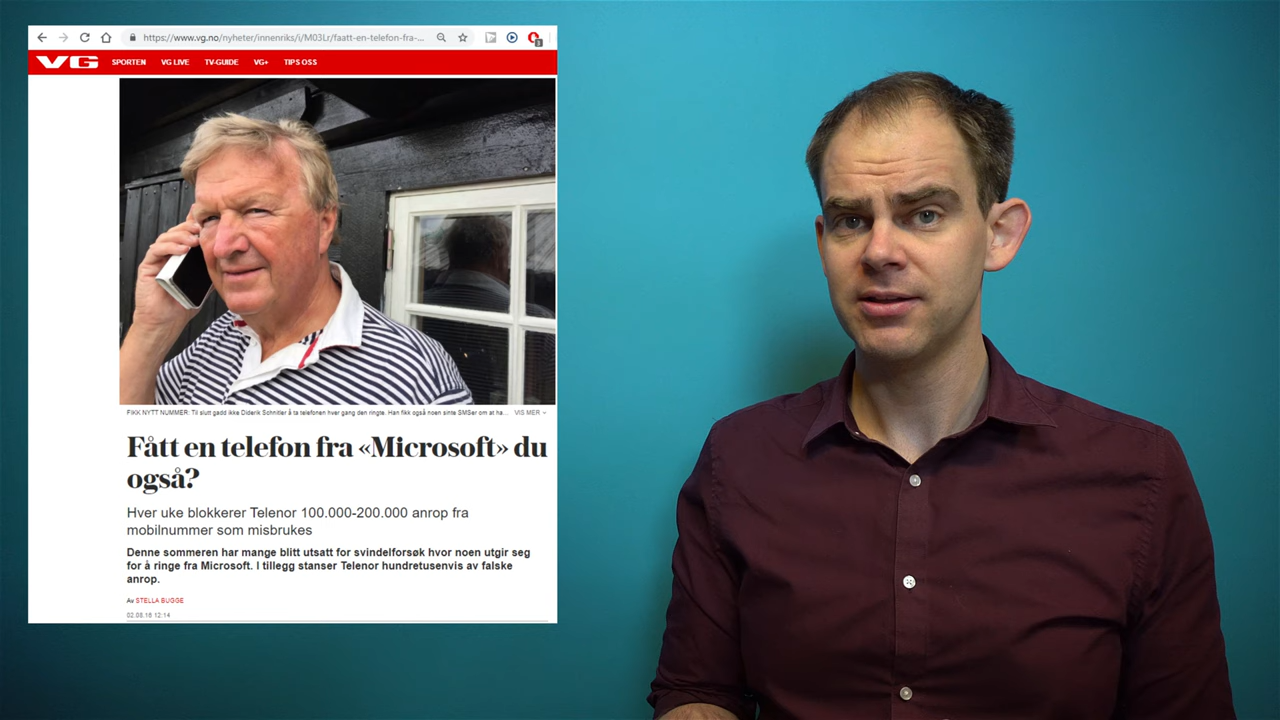 https://www.vg.no/nyheter/innenriks/i/M03Lr/faatt-en-telefon-fra-...
VG SPORTEN VG LIVE TV-GUIDE VG+ TIPS OSS
FIKK NYTT NUMMER: Til slutt gadd ikke Diderik Schnitler å ta telefonen hver gang den ringte. Han fikk også noen sinte SMSer om at ha... VIS MER
Fått en telefon fra «Microsoft» du
også?
Hver uke blokkerer Telenor 100.000-200.000 anrop fra
mobilnummer som misbrukes
Denne sommeren har mange blitt utsatt for svindelforsøk hvor noen utgir seg
for å ringe fra Microsoft. I tillegg stanser Telenor hundretusenvis av falske
anrop.
Av STELLA BUGGE
02.08.16 12:14